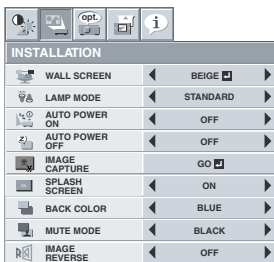 opt.
i
INSTALLATION
WALL SCREEN BEIGE
LAMP MODE STANDARD
AUTO POWER
ON OFF
AUTO POWER
OFF OFF
IMAGE
CAPTURE GO
SPLASH
SCREEN ON
BACK COLOR BLUE
MUTE MODE BLACK
IMAGE
REVERSE OFF